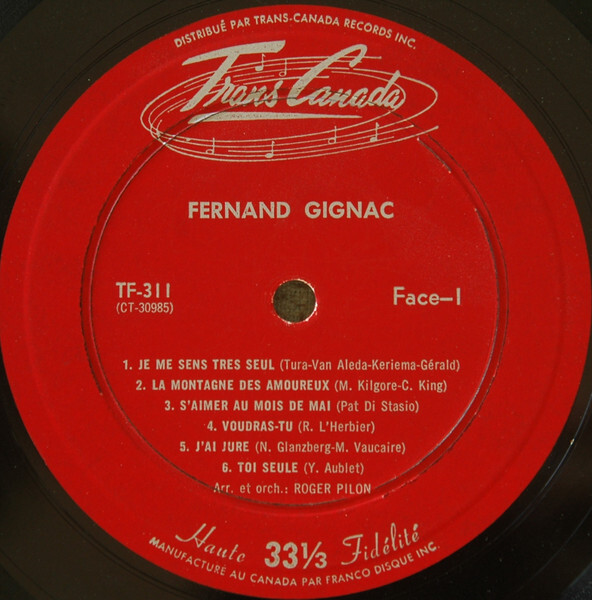 DISTRIBUÉ PAR TRANS-CANADA RECORDS INC.
Trans Canada
FERNAND GIGNAC
TF-311
(CT-30985)
Face-1
1. JE ME SENS TRES SEUL (Tura-Van Aleda-Keriema-Gérald)
2. LA MONTAGNE DES AMOUREUX (M. Kilgore-C. King)
3. S'AIMER AU MOIS DE MAI (Pat Di Stasio)
4. VOUDRAS-TU (R. L'Herbier)
5. J'AI JURE (N. Glanzberg-M. Vaucaire)
6. TOI SEULE (Y. Aublet)
Arr. et orch.: ROGER PILON
Haute 33⅓ Fidélité
MANUFACTURÉ AU CANADA PAR FRANCO DISQUE INC.